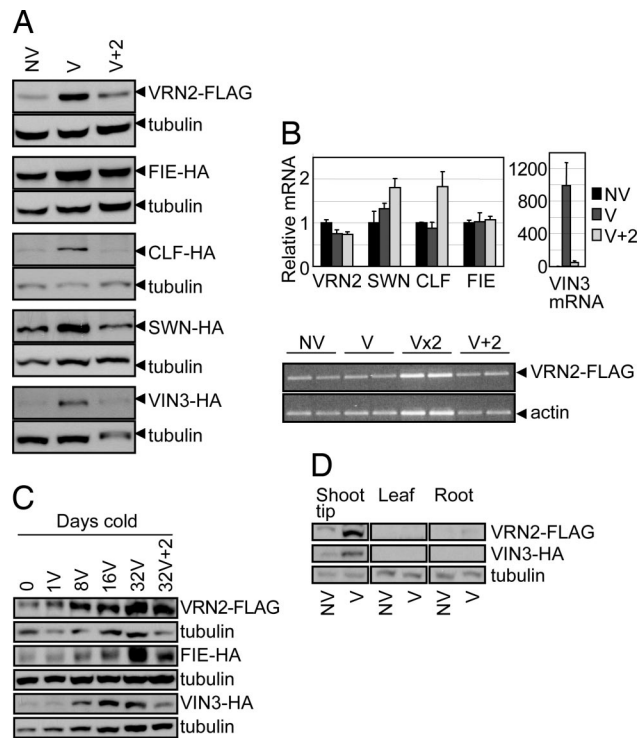 A
NV V V+2
VRN2-FLAG
tubulin
FIE-HA
tubulin
CLF-HA
tubulin
SWN-HA
tubulin
VIN3-HA
tubulin
B
Relative mRNA
2
1
0
VRN2 SWN CLF FIE
1200
800
400
0
VIN3
mRNA
NV
V
V+2
NV V Vx2 V+2
VRN2-FLAG
actin
C
Days cold
0 1V 8V 16V 32V 32V+2
VRN2-FLAG
tubulin
FIE-HA
tubulin
VIN3-HA
tubulin
D
Shoot tip Leaf Root
VRN2-FLAG
VIN3-HA
tubulin
NV V NV V NV V